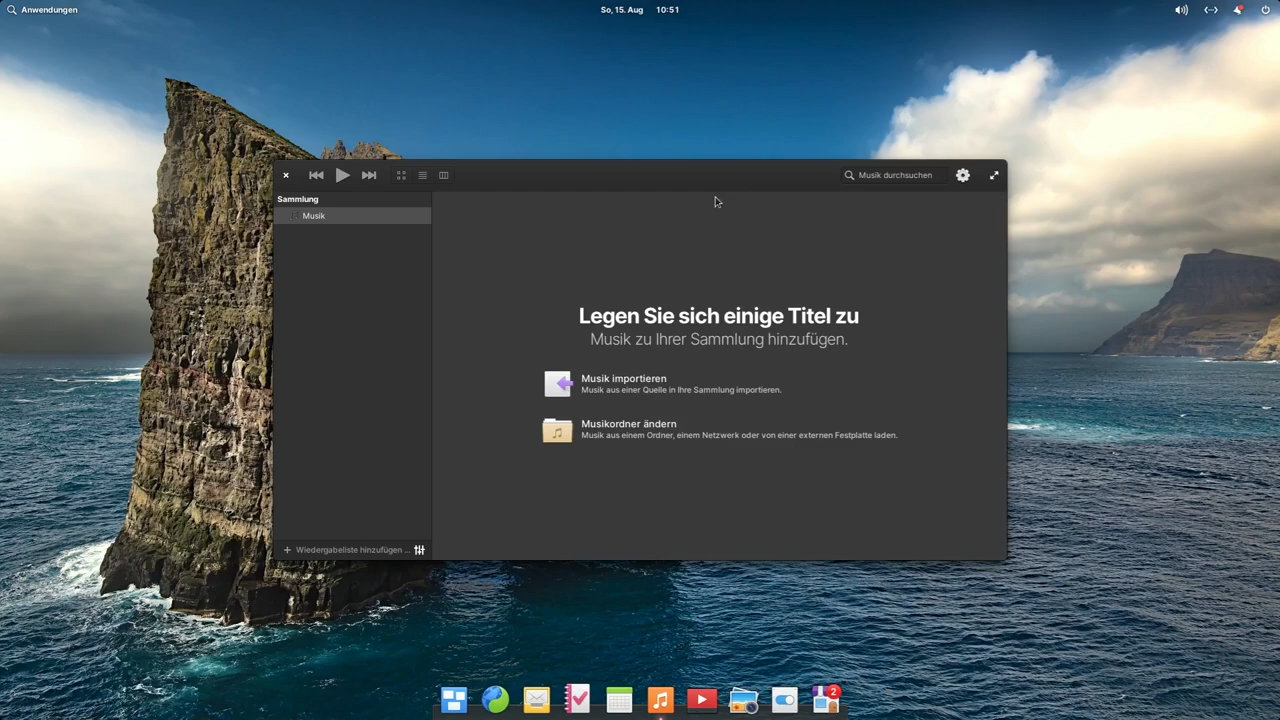 Anwendungen
So, 15. Aug 10:51
Musik durchsuchen
Sammlung
Musik
Legen Sie sich einige Titel zu
Musik zu Ihrer Sammlung hinzufügen.
Musik importieren
Musik aus einer Quelle in Ihre Sammlung importieren.
Musikordner ändern
Musik aus einem Ordner, einem Netzwerk oder von einer externen Festplatte laden.
Wiedergabeliste hinzufügen ...
2